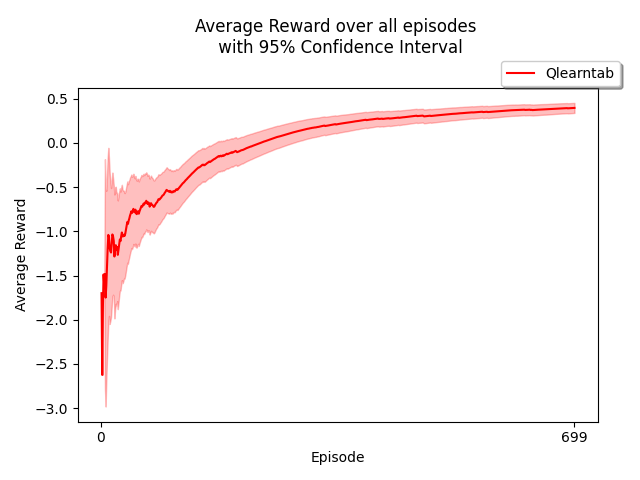 Average Reward over all episodes
with 95% Confidence Interval
Qlearntab
0.5
0.0
−0.5
−1.0
−1.5
−2.0
−2.5
−3.0
Average Reward
0
699
Episode